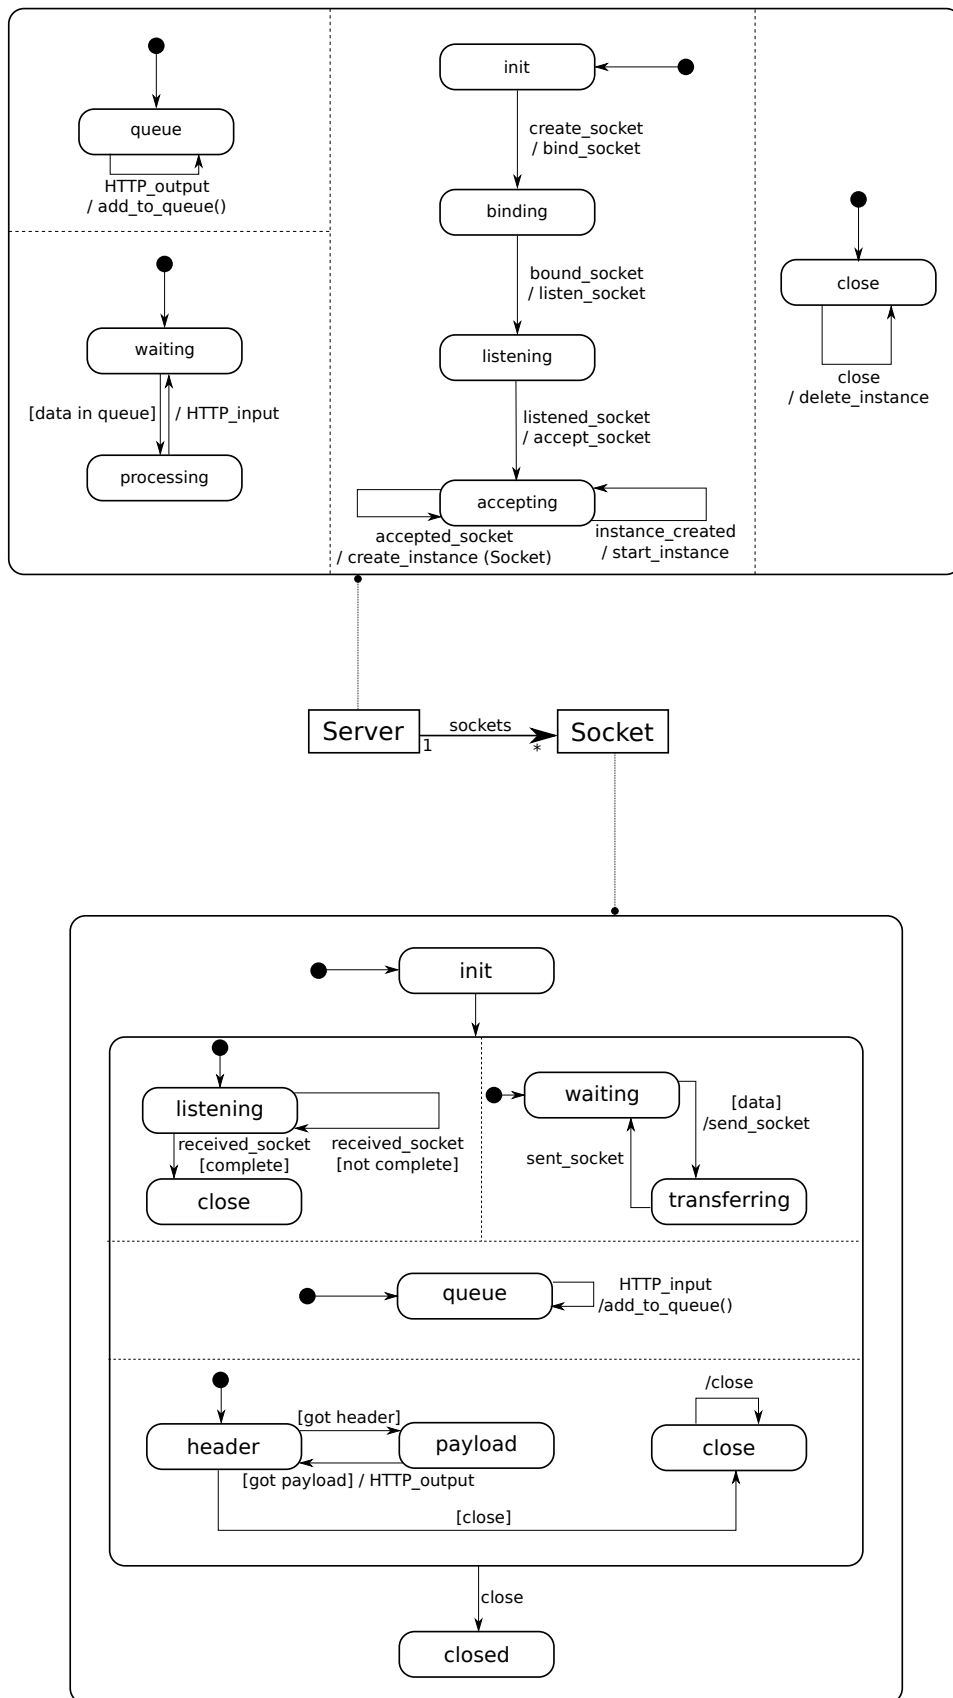 queue
HTTP_output
/ add_to_queue()
waiting
[data in queue]
/ HTTP_input
processing
init
create_socket
/ bind_socket
binding
bound_socket
/ listen_socket
listening
listened_socket
/ accept_socket
accepting
accepted_socket
/ create_instance (Socket)
instance_created
/ start_instance
close
close
/ delete_instance
Server
sockets
1
*
Socket
init
listening
received_socket
[complete]
received_socket
[not complete]
close
waiting
[data]
/send_socket
sent_socket
transferring
queue
HTTP_input
/add_to_queue()
header
[got header]
payload
[got payload] / HTTP_output
/close
close
[close]
close
closed